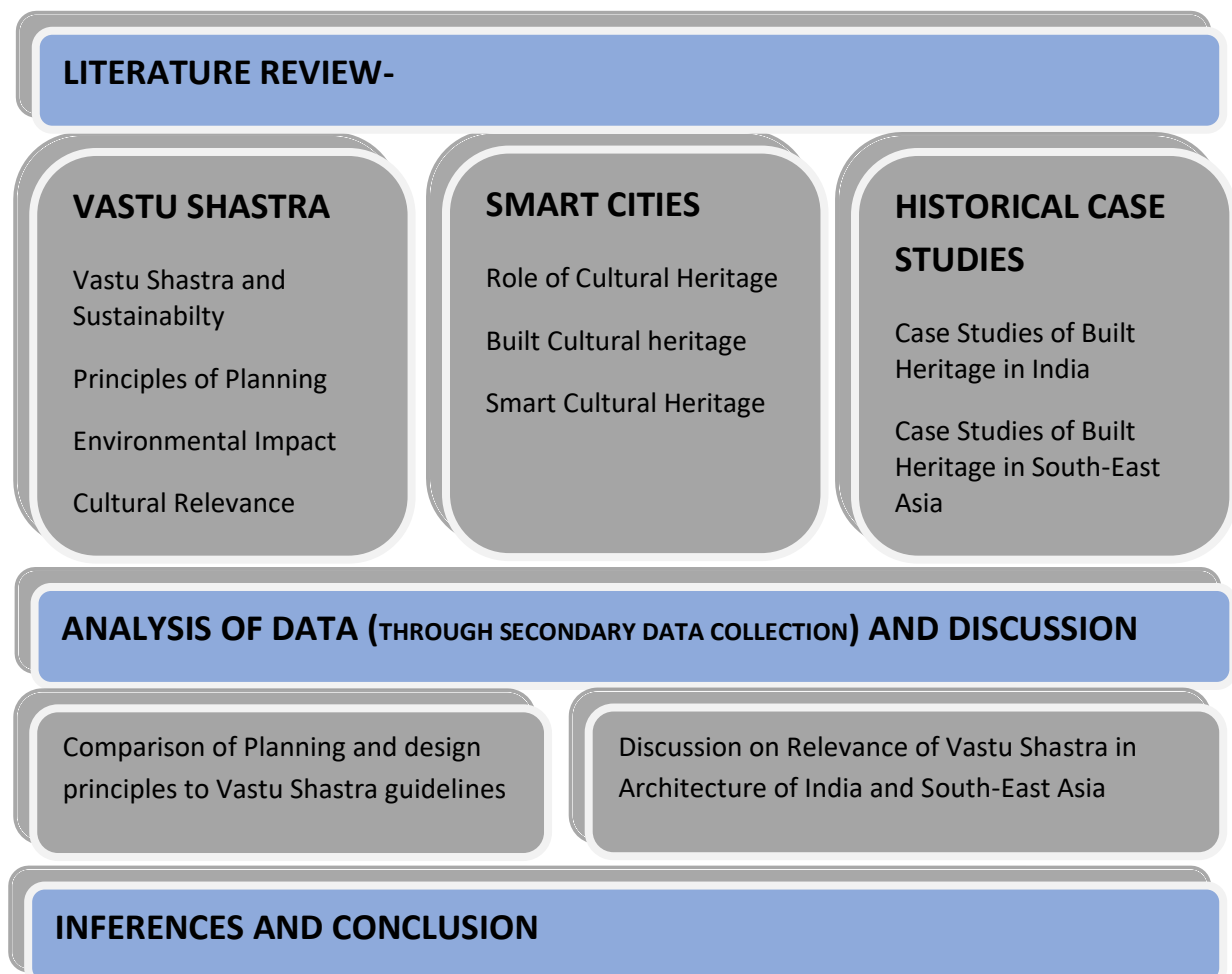 LITERATURE REVIEW-
VASTU SHASTRA
Vastu Shastra and
Sustainabilty
Principles of Planning
Environmental Impact
Cultural Relevance
SMART CITIES
Role of Cultural Heritage
Built Cultural heritage
Smart Cultural Heritage
HISTORICAL CASE
STUDIES
Case Studies of Built
Heritage in India
Case Studies of Built
Heritage in South-East
Asia
ANALYSIS OF DATA (THROUGH SECONDARY DATA COLLECTION) AND DISCUSSION
Comparison of Planning and design
principles to Vastu Shastra guidelines
Discussion on Relevance of Vastu Shastra in
Architecture of India and South-East Asia
INFERENCES AND CONCLUSION